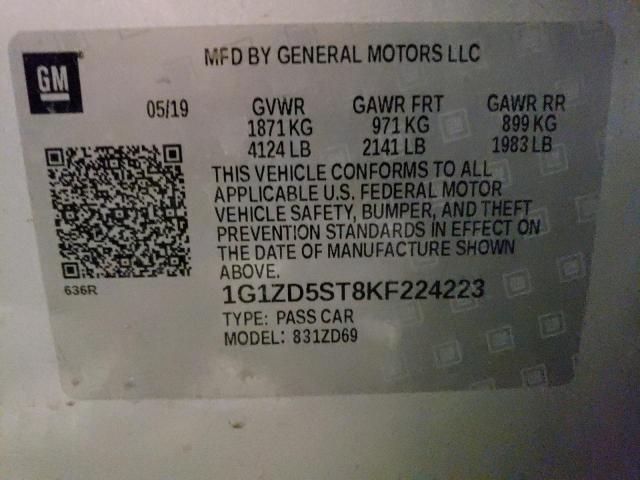 MFD BY GENERAL MOTORS LLC
GM
05/19 GVWR GAWR FRT GAWR RR
1871 KG 971 KG 899 KG
4124 LB 2141 LB 1983 LB
THIS VEHICLE CONFORMS TO ALL
APPLICABLE U.S. FEDERAL MOTOR
VEHICLE SAFETY, BUMPER, AND THEFT
PREVENTION STANDARDS IN EFFECT ON
THE DATE OF MANUFACTURE SHOWN
ABOVE.
636R
1G1ZD5ST8KF224223
TYPE: PASS CAR
MODEL: 831ZD69